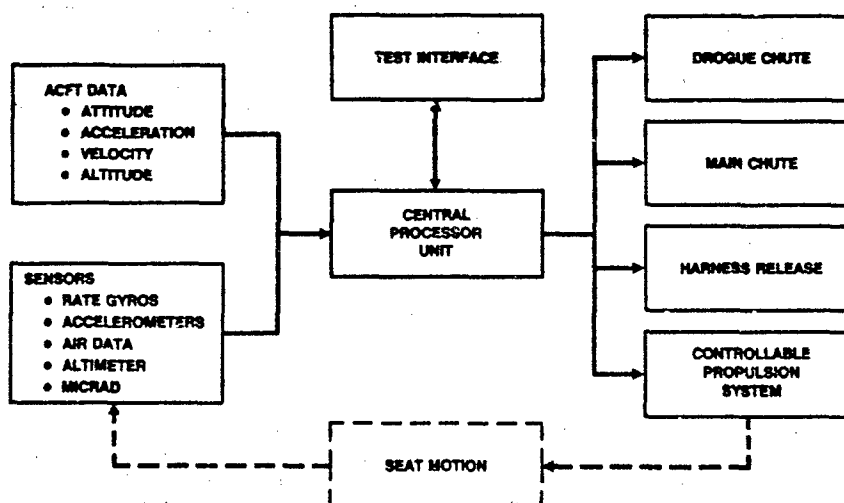 ACFT DATA
• ATTITUDE
• ACCELERATION
• VELOCITY
• ALTITUDE
SENSORS
• RATE GYROS
• ACCELEROMETERS
• AIR DATA
• ALTIMETER
• MICRAD
TEST INTERFACE
CENTRAL
PROCESSOR
UNIT
SEAT MOTION
DROGUE CHUTE
MAIN CHUTE
HARNESS RELEASE
CONTROLLABLE
PROPULSION
SYSTEM